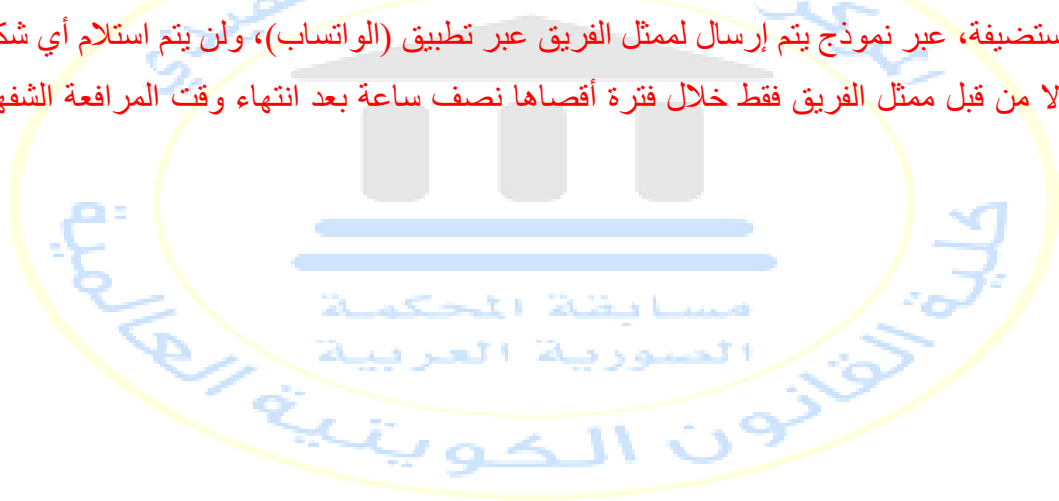 ستضيفة، عبر نموذج يتم إرسال لممثل الفريق عبر تطبيق (الواتساب)، ولن يتم استلام أي شك
لا من قبل ممثل الفريق فقط خلال فترة أقصاها نصف ساعة بعد انتهاء وقت المرافعة الشفه
مسابقة المحكمة
الصورية العربية
كلية القانون الكويتية العالمية